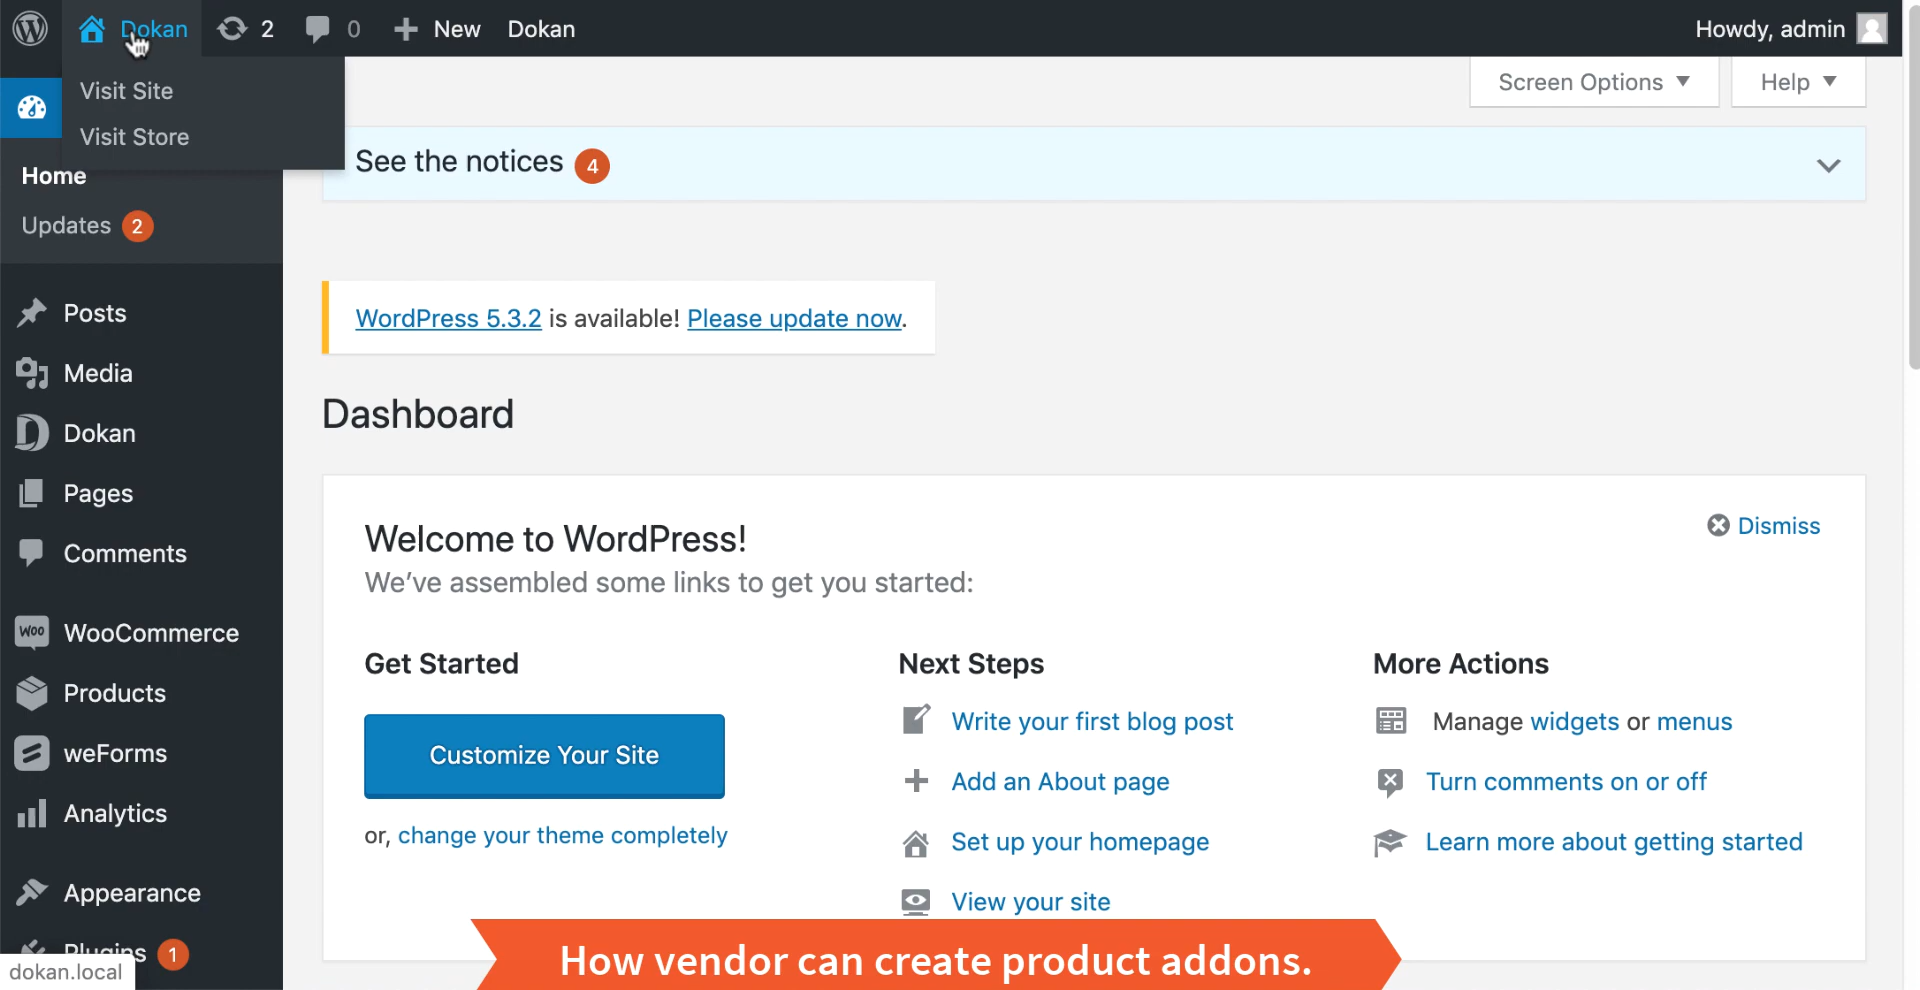 Dokan 2 0 New Dokan Howdy, admin
Visit Site
Visit Store
Screen Options Help
See the notices 4
Home
Updates 2
WordPress 5.3.2 is available! Please update now.
Posts
Media
Dokan
Pages
Comments
WooCommerce
Products
weForms
Analytics
Appearance
Plugins 1
dokan.local
Dashboard
Welcome to WordPress!
Dismiss
We've assembled some links to get you started:
Get Started
Customize Your Site
or, change your theme completely
Next Steps
Write your first blog post
Add an About page
Set up your homepage
View your site
More Actions
Manage widgets or menus
Turn comments on or off
Learn more about getting started
How vendor can create product addons.